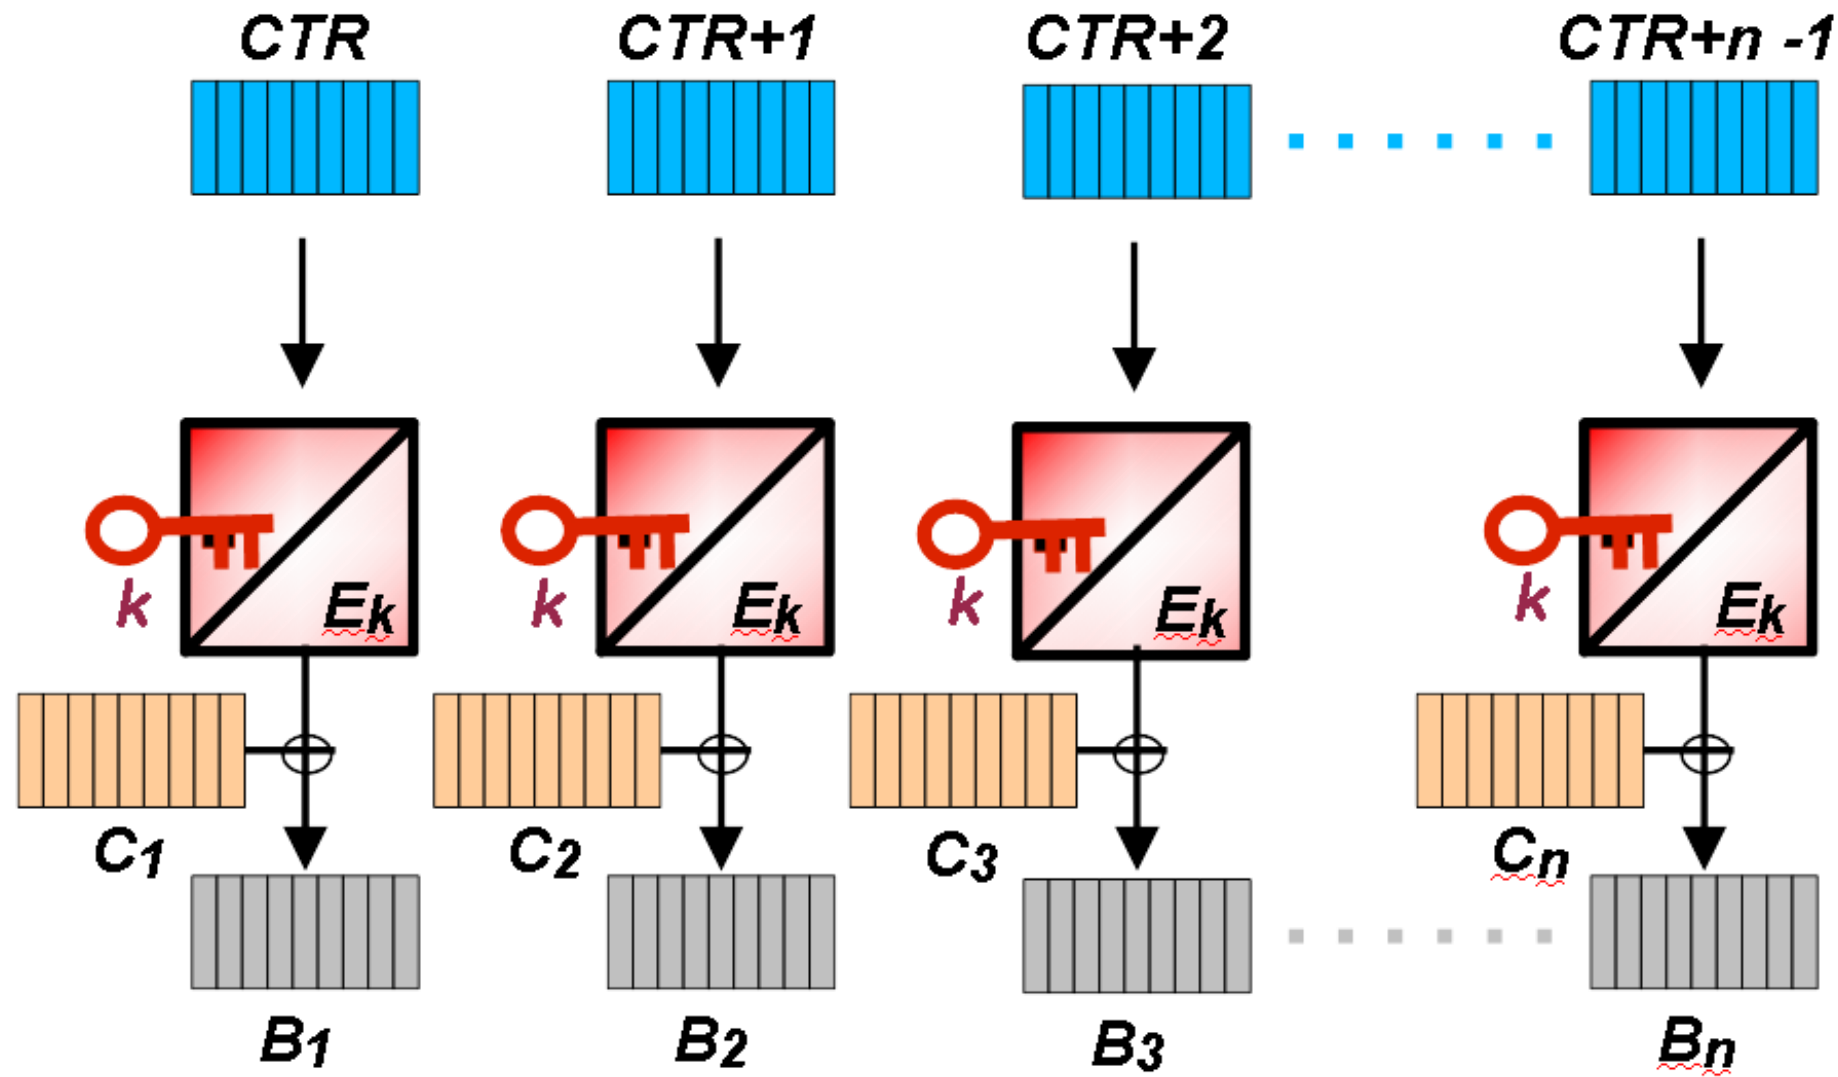 CTR CTR+1 CTR+2 CTR+n -1
k Ek k Ek k Ek k Ek
C1 C2 C3 Cn
B1 B2 B3 Bn